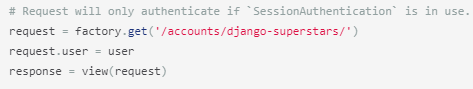 # Request will only authenticate if `SessionAuthentication` is in use.
request = factory.get('/accounts/django-superstars/')
request.user = user
response = view(request)